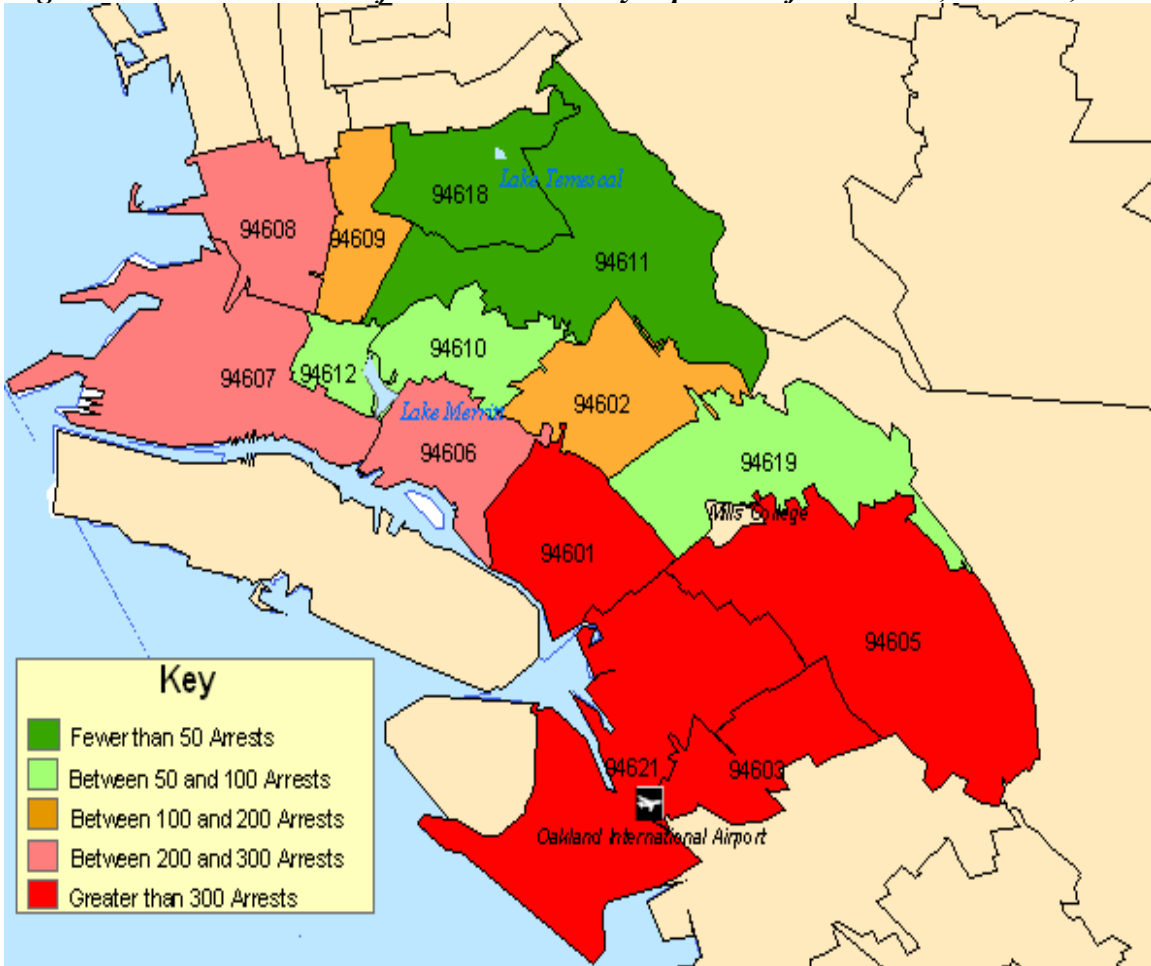 Lake Temescal
94618
94608
94609
94611
94610
94612
94607
94602
Lake Merritt
94606
94619
Mills College
94601
94605
94621
94603
Oakland International Airport
Key
Fewer than 50 Arrests
Between 50 and 100 Arrests
Between 100 and 200 Arrests
Between 200 and 300 Arrests
Greater than 300 Arrests